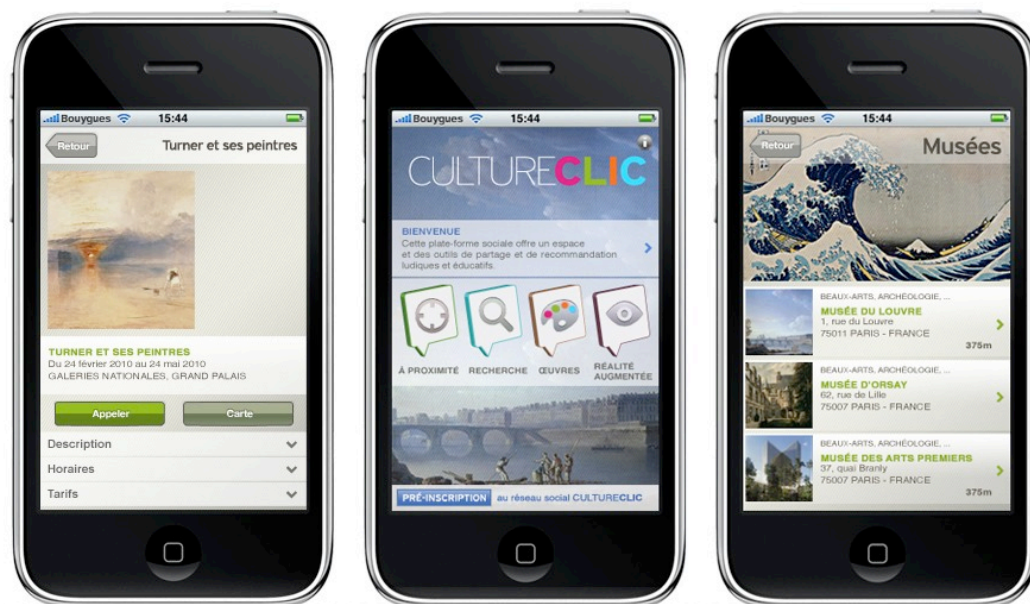 Bouygues 15:44
Retour
Turner et ses peintres
TURNER ET SES PEINTRES
Du 24 février 2010 au 24 mai 2010
GALERIES NATIONALES, GRAND PALAIS
Appeler
Carte
Description
Horaires
Tarifs
Bouygues 15:44
CULTURECLIC
BIENVENUE
Cette plate-forme sociale offre un espace
et des outils de partage et de recommandation
ludiques et éducatifs.
À PROXIMITÉ
RECHERCHE
ŒUVRES
RÉALITÉ
AUGMENTÉE
PRÉ-INSCRIPTION au réseau social CULTURECLIC
Bouygues 15:44
Retour
Musées
BEAUX-ARTS, ARCHÉOLOGIE, ...
MUSÉE DU LOUVRE
1, rue du Louvre
75011 PARIS - FRANCE
375m
BEAUX-ARTS, ARCHÉOLOGIE, ...
MUSÉE D'ORSAY
62, rue de Lille
75007 PARIS - FRANCE
BEAUX-ARTS, ARCHÉOLOGIE, ...
MUSÉE DES ARTS PREMIERS
37, quai Branly
75007 PARIS - FRANCE
375m